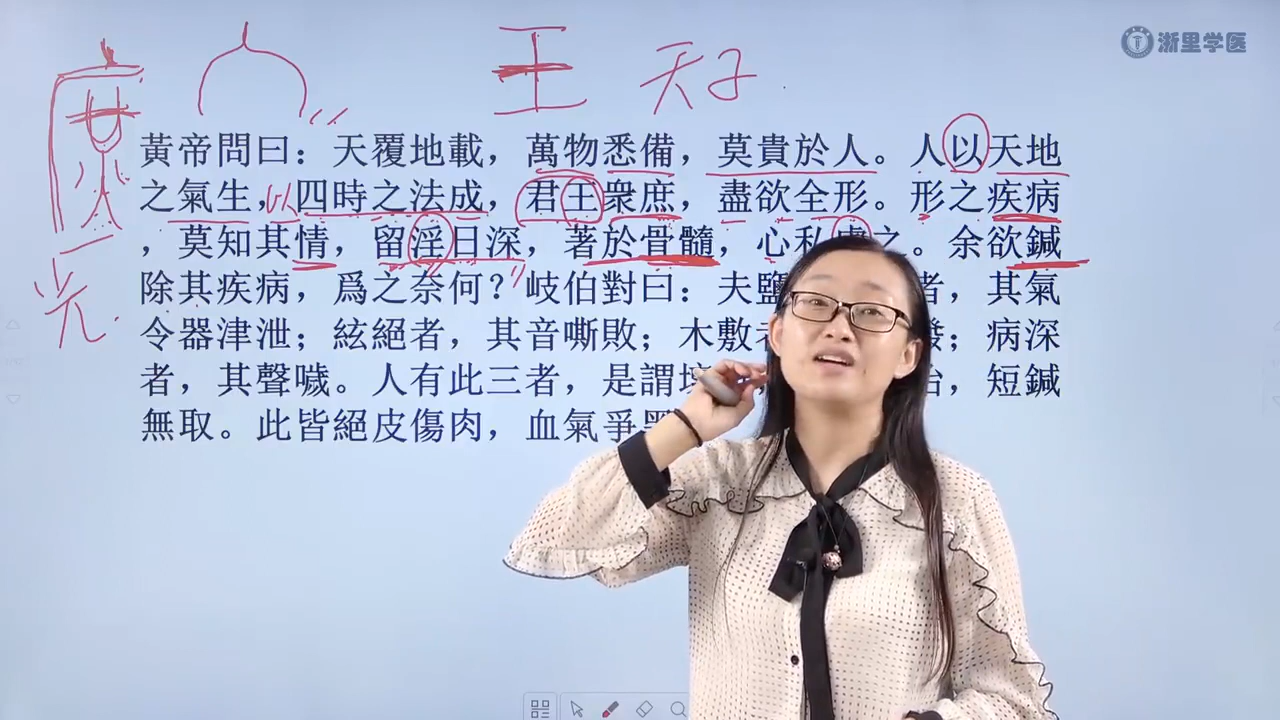 浙里学医
王 天子
黃帝問曰：天覆地載，萬物悉備，莫貴於人。人以天地
之氣生，以四時之法成，君王衆庶，盡欲全形。形之疾病
，莫知其情，留淫日深，著於骨髓，心私之。余欲鍼
除其疾病，爲之奈何？岐伯對曰：夫鹽者，其氣
令器津泄；絃絕者，其音嘶敗；木敷；病深
者，其聲噦。人有此三者，是謂，短鍼
無取。此皆絕皮傷肉，血氣爭
光